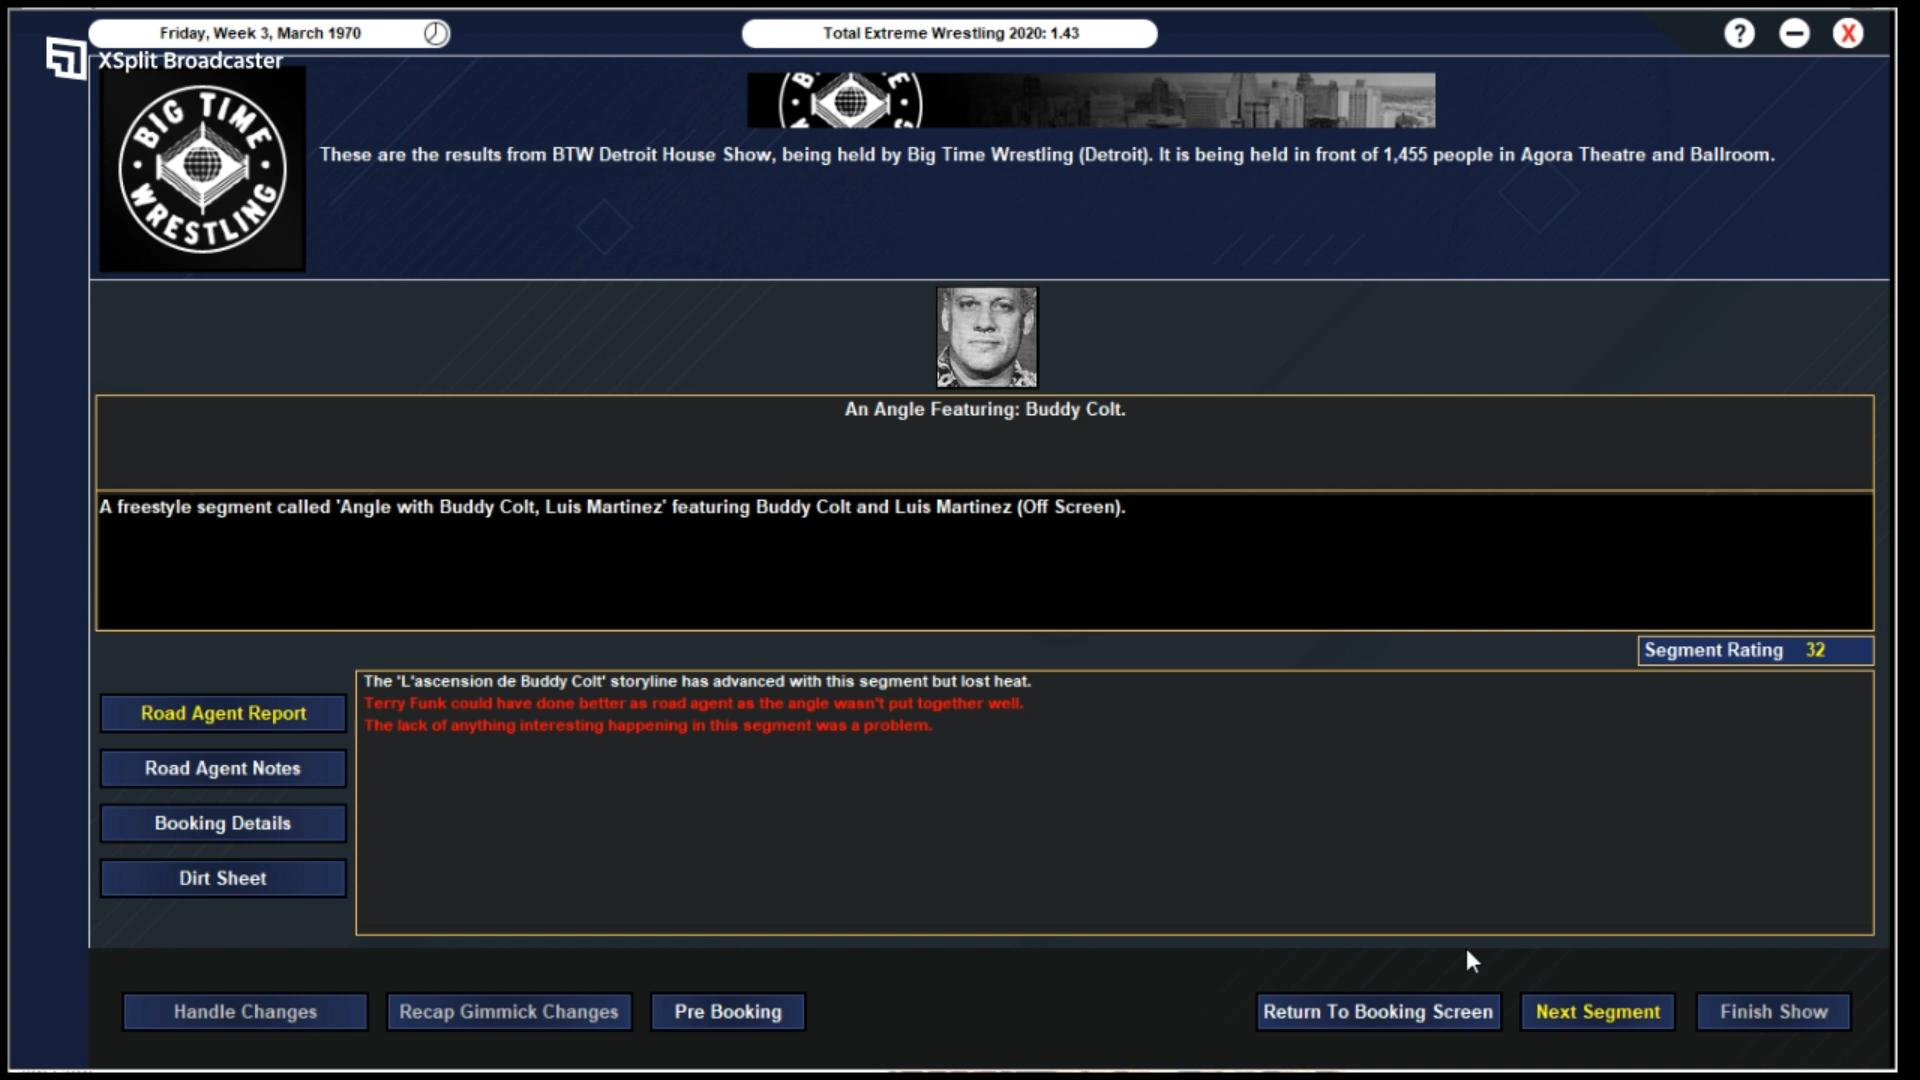 Friday, Week 3, March 1970
Total Extreme Wrestling 2020: 1.43
? X
XSplit Broadcaster
BIG TIME WRESTLING
These are the results from BTW Detroit House Show, being held by Big Time Wrestling (Detroit). It is being held in front of 1,455 people in Agora Theatre and Ballroom.
An Angle Featuring: Buddy Colt.
A freestyle segment called 'Angle with Buddy Colt, Luis Martinez' featuring Buddy Colt and Luis Martinez (Off Screen).
Segment Rating 32
The 'L'ascension de Buddy Colt' storyline has advanced with this segment but lost heat.
Terry Funk could have done better as road agent as the angle wasn't put together well.
The lack of anything interesting happening in this segment was a problem.
Road Agent Report
Road Agent Notes
Booking Details
Dirt Sheet
Handle Changes
Recap Gimmick Changes
Pre Booking
Return To Booking Screen
Next Segment
Finish Show